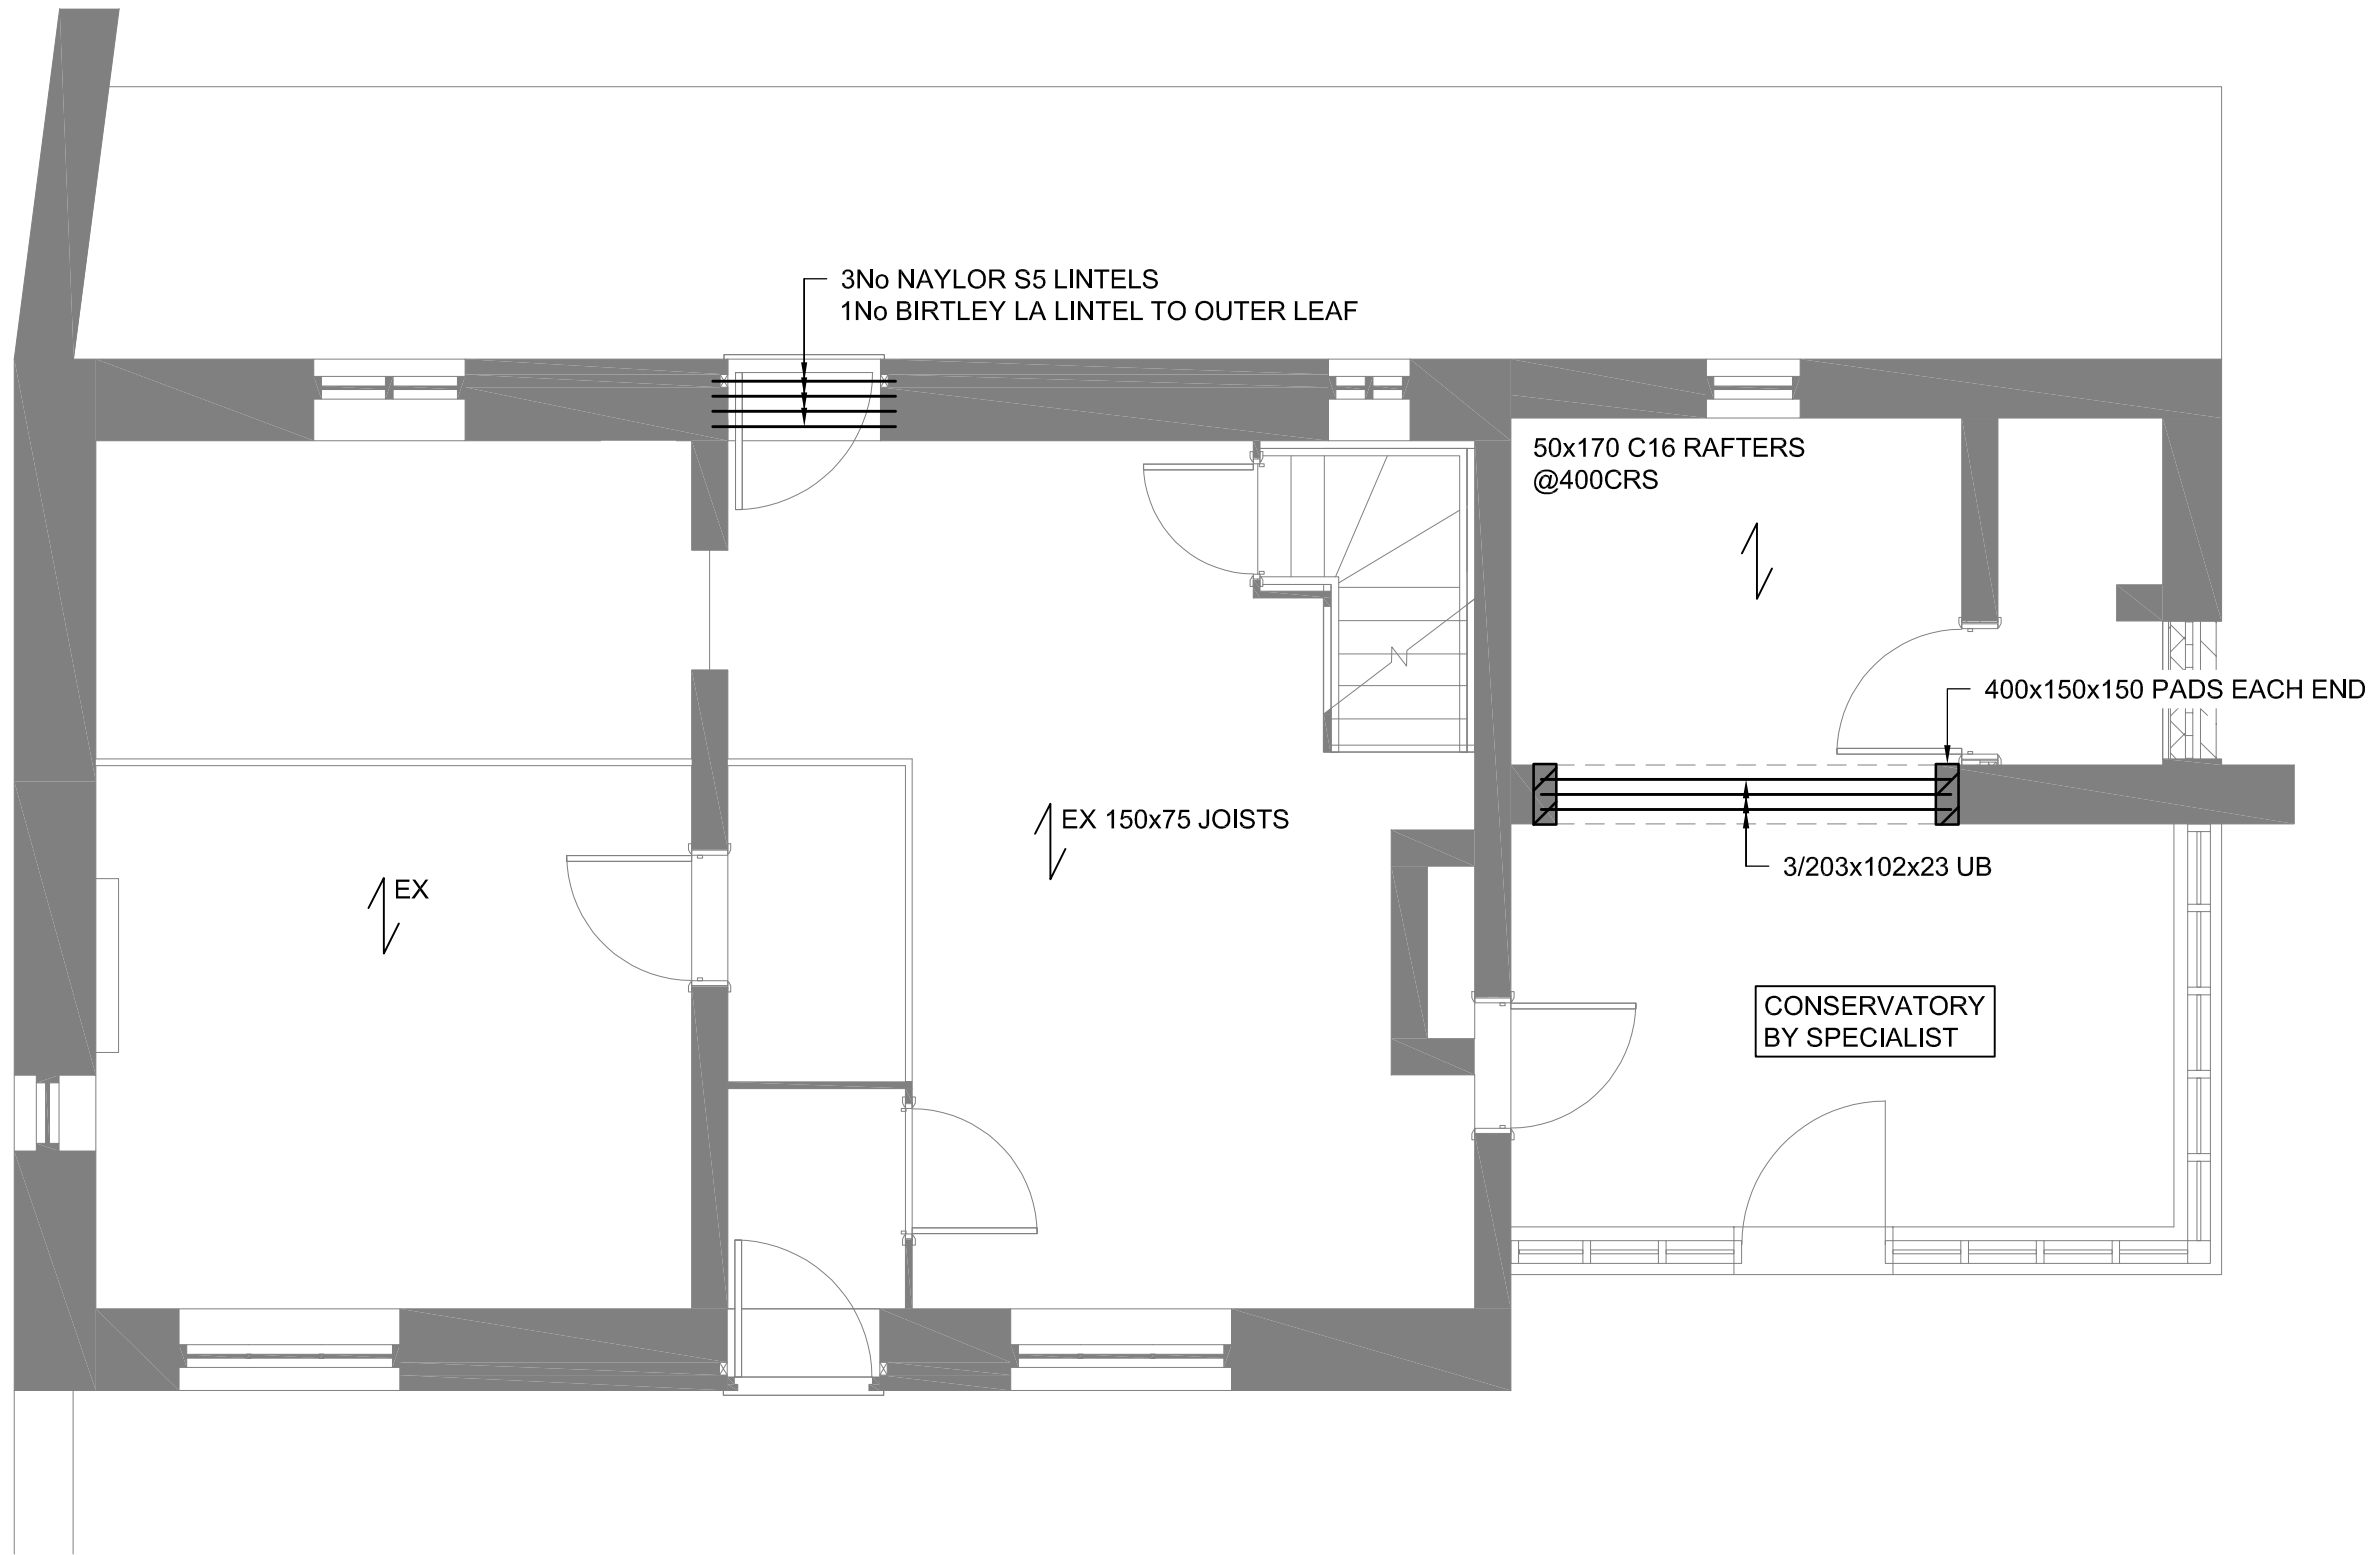 3No NAYLOR S5 LINTELS
1No BIRTLEY LA LINTEL TO OUTER LEAF
50x170 C16 RAFTERS
@400CRS
400x150x150 PADS EACH END
EX 150x75 JOISTS
3/203x102x23 UB
EX
CONSERVATORY
BY SPECIALIST